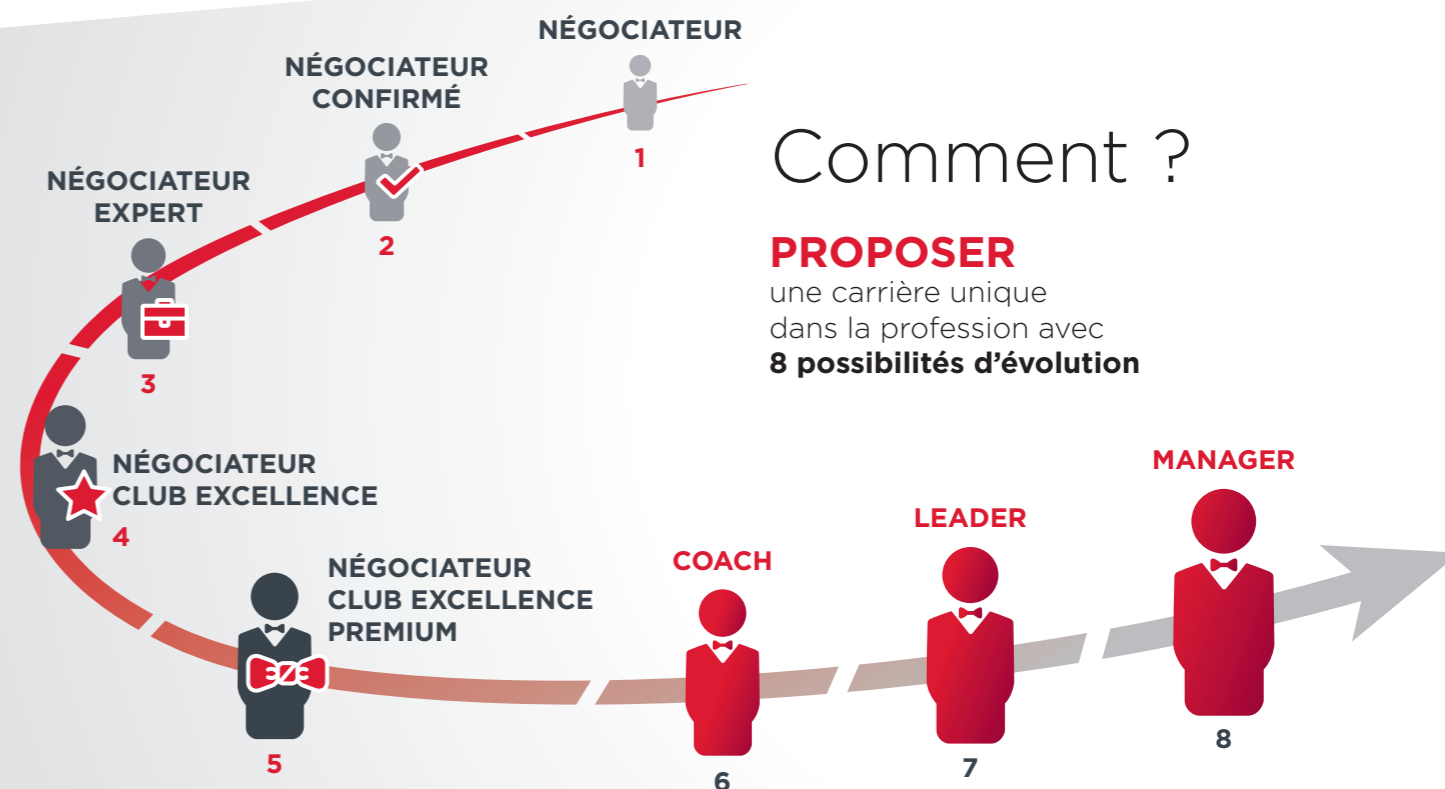 NÉGOCIATEUR
1
NÉGOCIATEUR
CONFIRMÉ
2
NÉGOCIATEUR
EXPERT
3
NÉGOCIATEUR
CLUB EXCELLENCE
4
NÉGOCIATEUR
CLUB EXCELLENCE
PREMIUM
5
COACH
6
LEADER
7
MANAGER
8
Comment ?
PROPOSER
une carrière unique
dans la profession avec
8 possibilités d’évolution